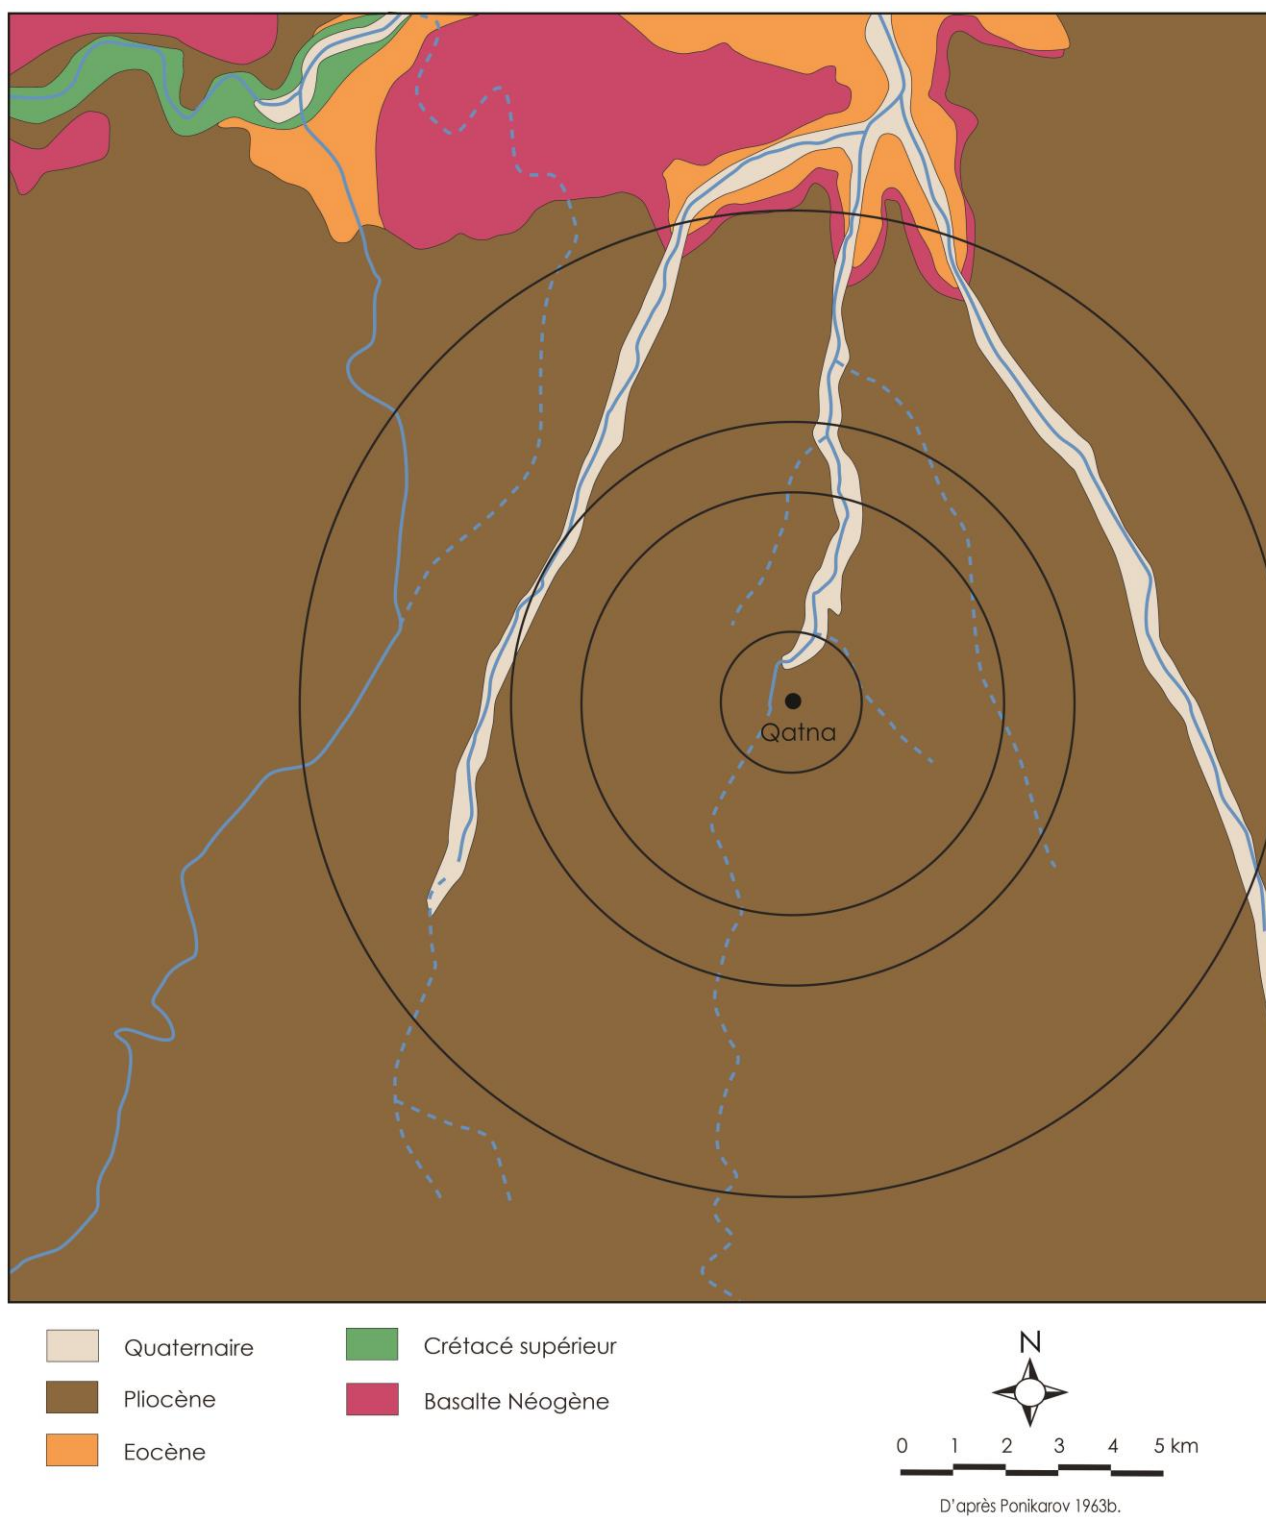 Qatna
Quaternaire
Pliocène
Eocène
Crétacé supérieur
Basalte Néogène
N
0 1 2 3 4 5 km
D'après Ponikarov 1963b.